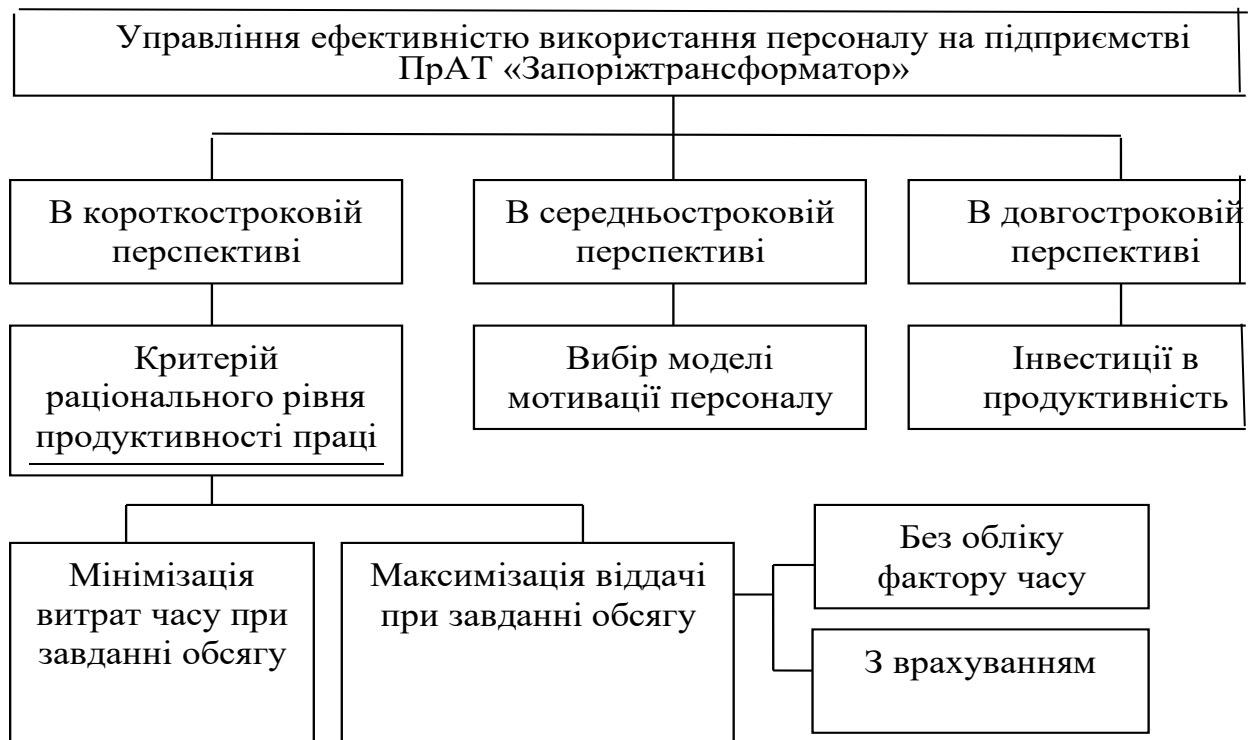 Управління ефективністю використання персоналу на підприємстві
ПрАТ «Запоріжтрансформатор»
В короткостроковій
перспективі
В середньостроковій
перспективі
В довгостроковій
перспективі
Критерій
раціонального рівня
продуктивності праці
Вибір моделі
мотивації персоналу
Інвестиції в
продуктивність
Мінімізація
витрат часу при
завданні обсягу
Максимізація віддачі
при завданні обсягу
Без обліку
фактору часу
З врахуванням